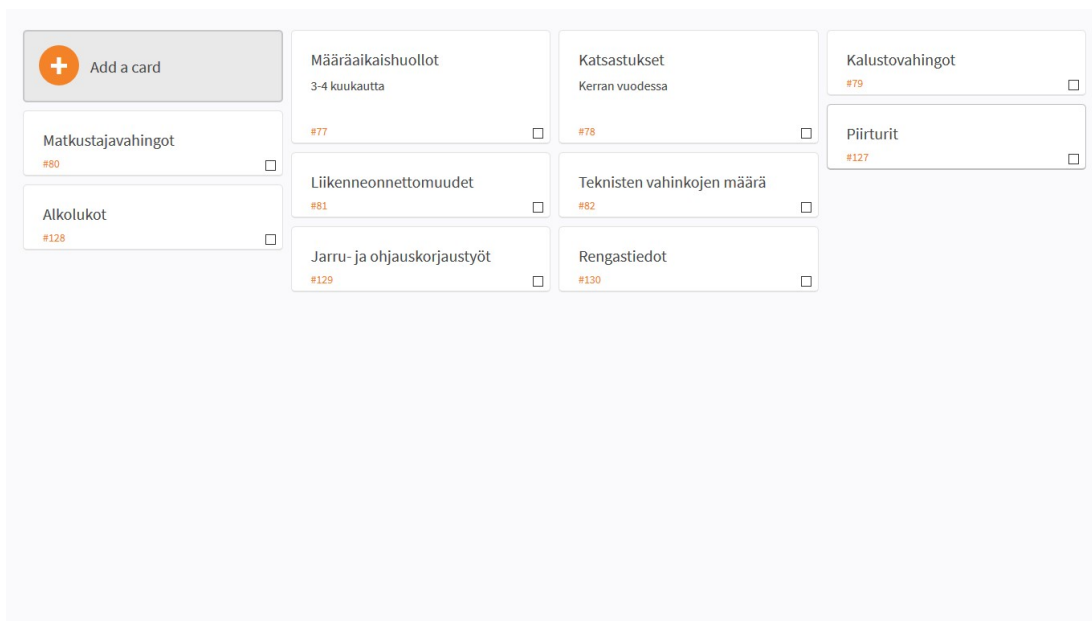 Add a card
Määräaikaishuollot
3-4 kuukautta
#77
Katsastukset
Kerran vuodessa
#78
Kalustovahingot
#79
Matkustajavahingot
#80
Liikenneonnettomuudet
#81
Teknisten vahinkojen määrä
#82
Piirturit
#127
Alkolukot
#128
Jarru- ja ohjauskorjaustyöt
#129
Rengastiedot
#130